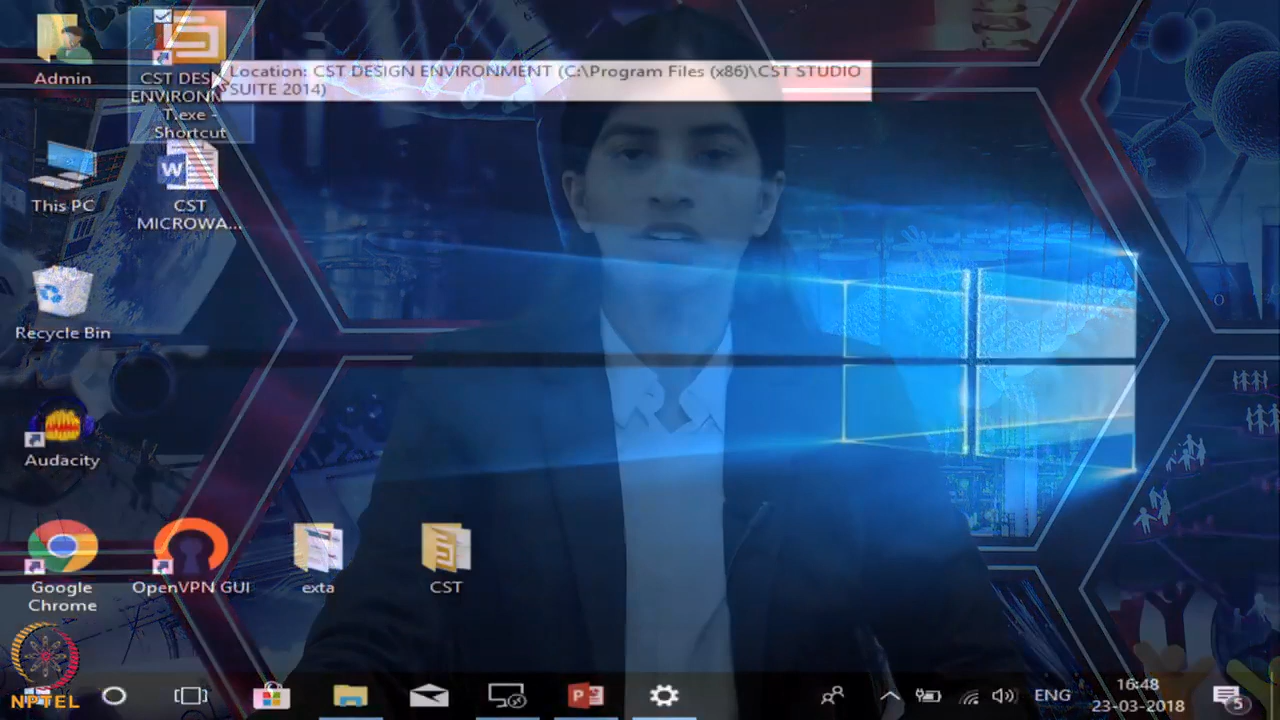 Admin
CST DES
ENVIRONN
T.exe -
Shortcut
Location: CST DESIGN ENVIRONMENT (C:\Program Files (x86)\CST STUDIO
SUITE 2014)
This PC
CST
MICROWA...
Recycle Bin
Audacity
Google
Chrome
OpenVPN GUI
exta
CST
NPTEL
ENG
16:48
23-03-2018
5